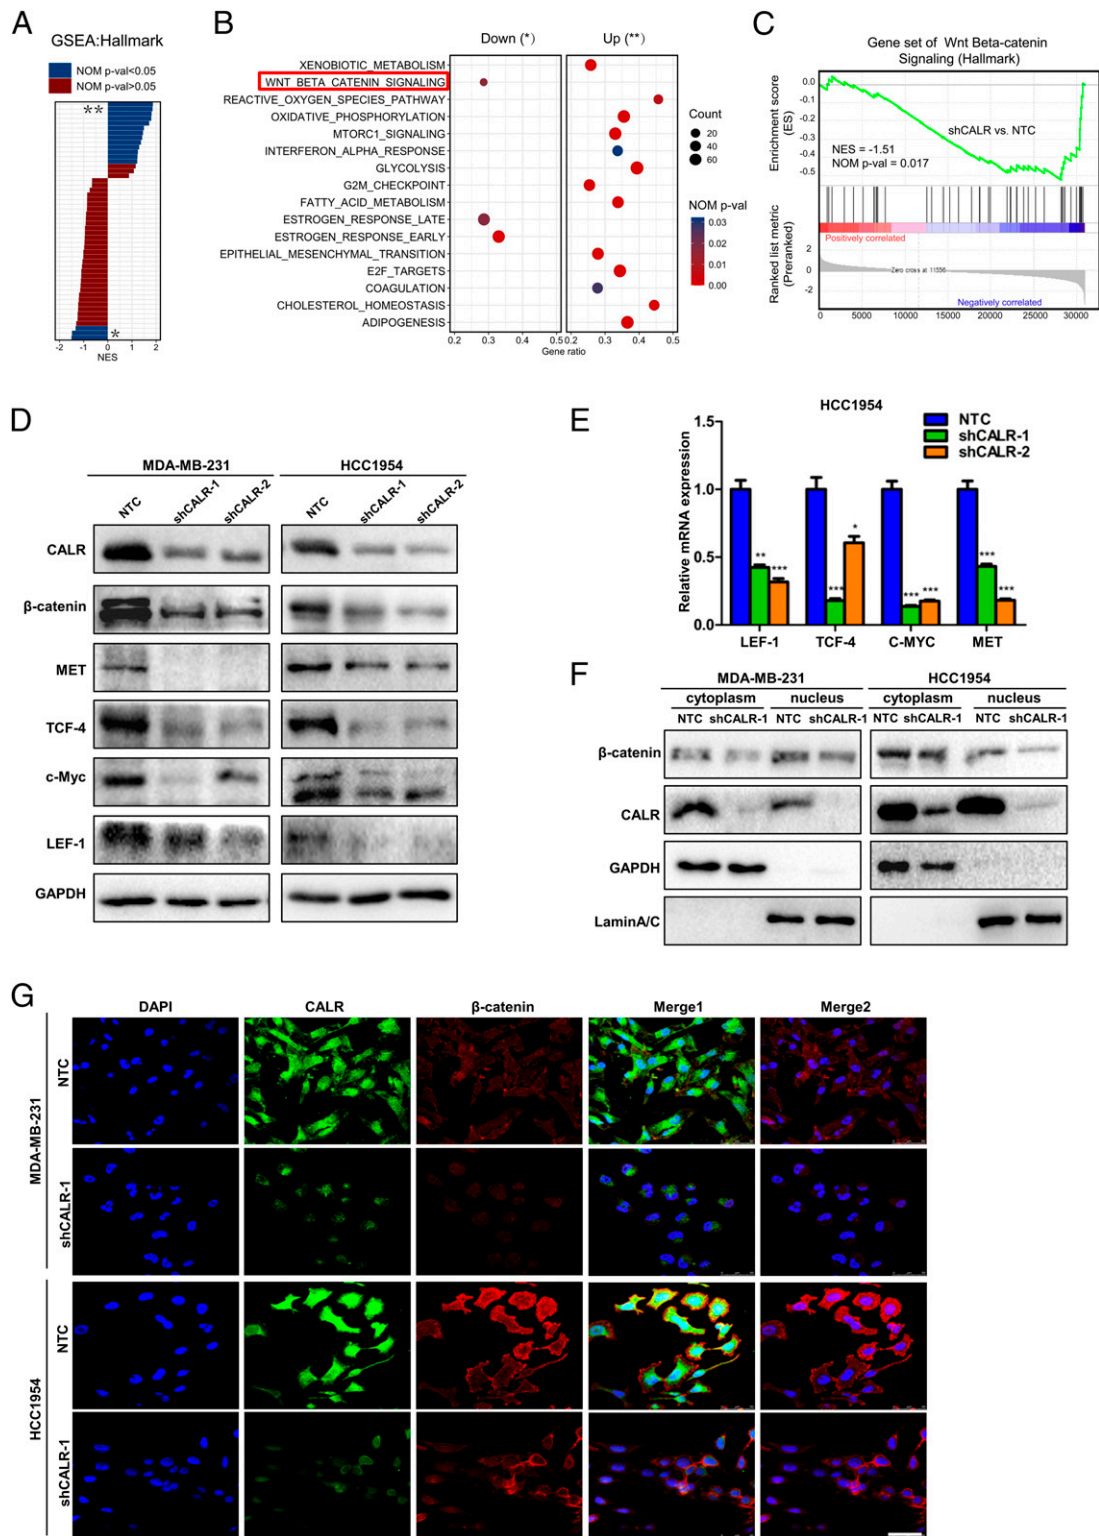 A
GSEA:Hallmark
NOM p-val<0.05
NOM p-val>0.05
**
*
-2 -1 0 1 2
NES
B
Down (*) Up (**)
XENOBIOTIC_METABOLISM
WNT_BETA_CATENIN_SIGNALING
REACTIVE_OXYGEN_SPECIES_PATHWAY
OXIDATIVE_PHOSPHORYLATION
MTORC1_SIGNALING
INTERFERON_ALPHA_RESPONSE
GLYCOLYSIS
G2M_CHECKPOINT
FATTY_ACID_METABOLISM
ESTROGEN_RESPONSE_LATE
ESTROGEN_RESPONSE_EARLY
EPITHELIAL_MESENCHYMAL_TRANSITION
E2F_TARGETS
COAGULATION
CHOLESTEROL_HOMEOSTASIS
ADIPOGENESIS
0.2 0.3 0.4 0.5 0.2 0.3 0.4 0.5
Gene ratio
Count
20
40
60
NOM p-val
0.03
0.02
0.01
0.00
C
Gene set of Wnt Beta-catenin
Signaling (Hallmark)
Enrichment score
(ES)
0.0
-0.1
-0.2
-0.3
-0.4
-0.5
shCALR vs. NTC
NES = -1.51
NOM p-val = 0.017
Positively correlated
Ranked list metric
(Preranked)
2
0
-2
Zero cross at 11556
Negatively correlated
0 5000 10000 15000 20000 25000 30000
D
MDA-MB-231 HCC1954
NTC shCALR-1 shCALR-2 NTC shCALR-1 shCALR-2
CALR
β-catenin
MET
TCF-4
c-Myc
LEF-1
GAPDH
E
HCC1954
NTC
shCALR-1
shCALR-2
Relative mRNA expression
1.5
1.0
0.5
0.0
** *** *** * *** *** *** ***
LEF-1 TCF-4 C-MYC MET
F
MDA-MB-231 HCC1954
cytoplasm nucleus cytoplasm nucleus
NTC shCALR-1 NTC shCALR-1 NTC shCALR-1 NTC shCALR-1
β-catenin
CALR
GAPDH
LaminA/C
G
DAPI CALR β-catenin Merge1 Merge2
MDA-MB-231
NTC
shCALR-1
HCC1954
NTC
shCALR-1